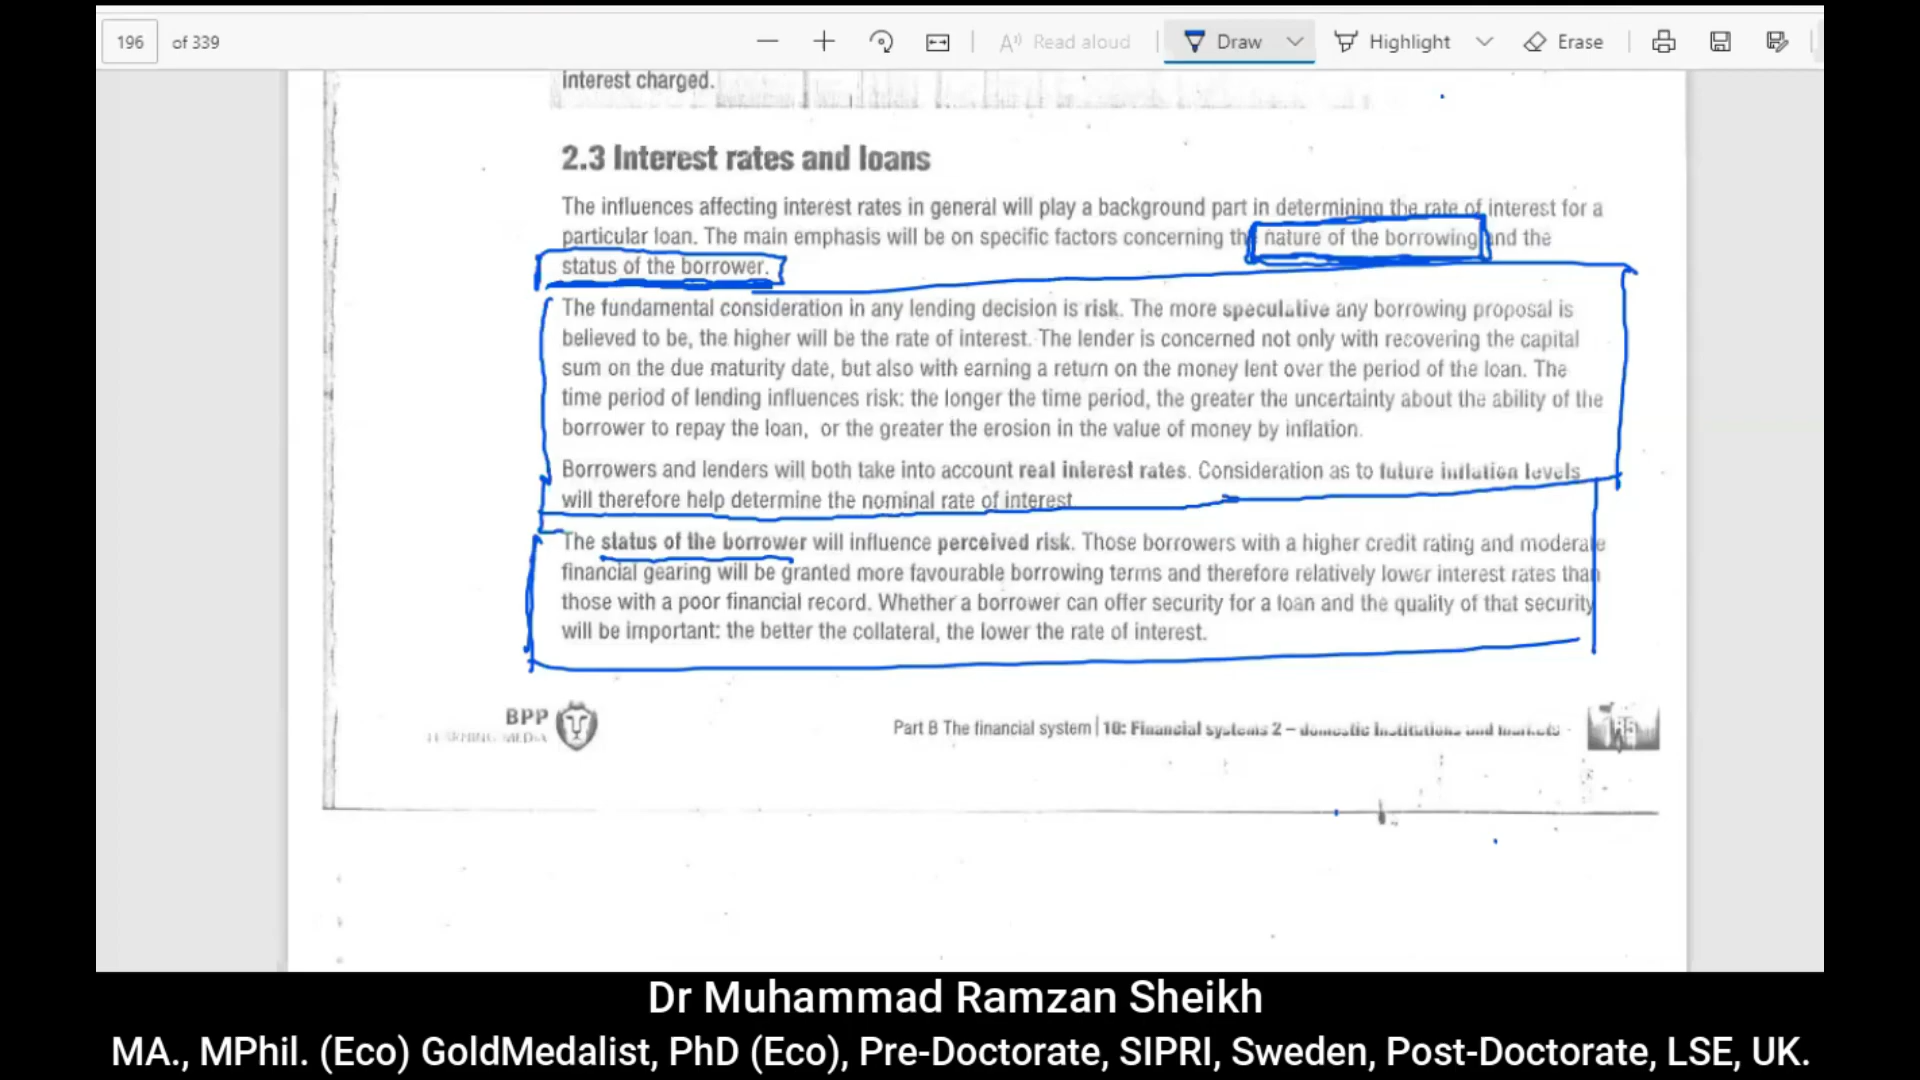 196 of 339 Read aloud Draw Highlight Erase
interest charged.
2.3 Interest rates and loans
The influences affecting interest rates in general will play a background part in determining the rate of interest for a
particular loan. The main emphasis will be on specific factors concerning the nature of the borrowing and the
status of the borrower.
The fundamental consideration in any lending decision is risk. The more speculative any borrowing proposal is
believed to be, the higher will be the rate of interest. The lender is concerned not only with recovering the capital
sum on the due maturity date, but also with earning a return on the money lent over the period of the loan. The
time period of lending influences risk: the longer the time period, the greater the uncertainty about the ability of the
borrower to repay the loan, or the greater the erosion in the value of money by inflation.
Borrowers and lenders will both take into account real interest rates. Consideration as to future inflation levels
will therefore help determine the nominal rate of interest
The status of the borrower will influence perceived risk. Those borrowers with a higher credit rating and moderate
financial gearing will be granted more favourable borrowing terms and therefore relatively lower interest rates than
those with a poor financial record. Whether a borrower can offer security for a loan and the quality of that security
will be important: the better the collateral, the lower the rate of interest.
BPP
LEARNING MEDIA
Part B The financial system | 10: Financial systems 2 – domestic institutions and markets
Dr Muhammad Ramzan Sheikh
MA., MPhil. (Eco) GoldMedalist, PhD (Eco), Pre-Doctorate, SIPRI, Sweden, Post-Doctorate, LSE, UK.